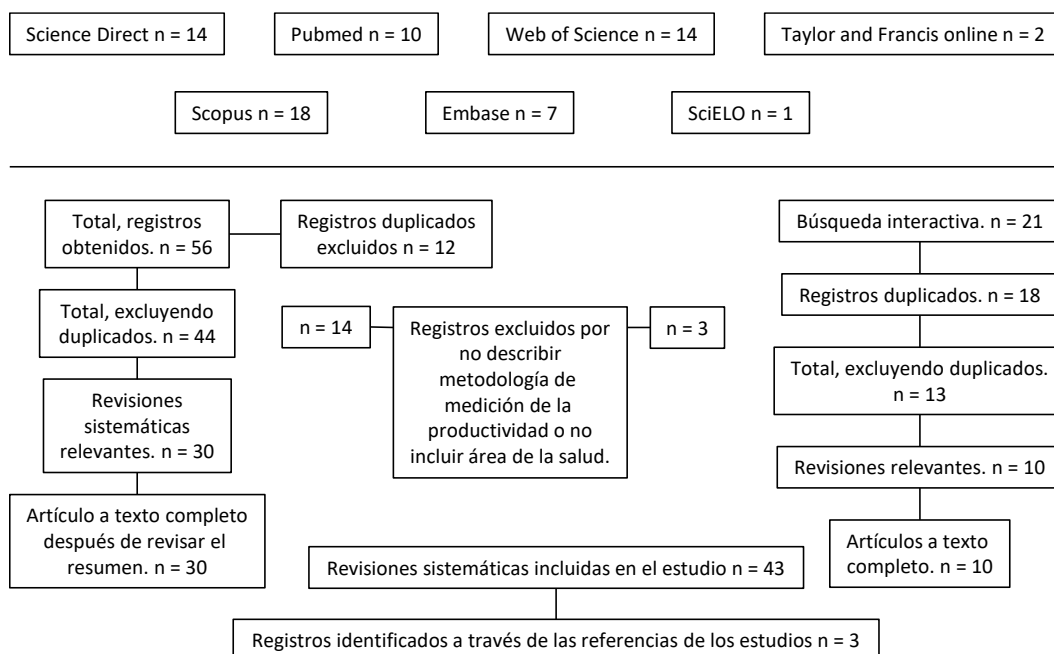 Science Direct n = 14
Pubmed n = 10
Web of Science n = 14
Taylor and Francis online n = 2
Scopus n = 18
Embase n = 7
SciELO n = 1
Total, registros
obtenidos. n = 56
Registros duplicados
excluidos n = 12
Total, excluyendo
duplicados. n = 44
Revisiones
sistemáticas
relevantes. n = 30
Artículo a texto completo
después de revisar el
resumen. n = 30
n = 14
Registros excluidos por
no describir
metodología de
medición de la
productividad o no
incluir área de la salud.
n = 3
Búsqueda interactiva. n = 21
Registros duplicados. n = 18
Total, excluyendo duplicados.
n = 13
Revisiones relevantes. n = 10
Artículos a texto
completo. n = 10
Revisiones sistemáticas incluidas en el estudio n = 43
Registros identificados a través de las referencias de los estudios n = 3